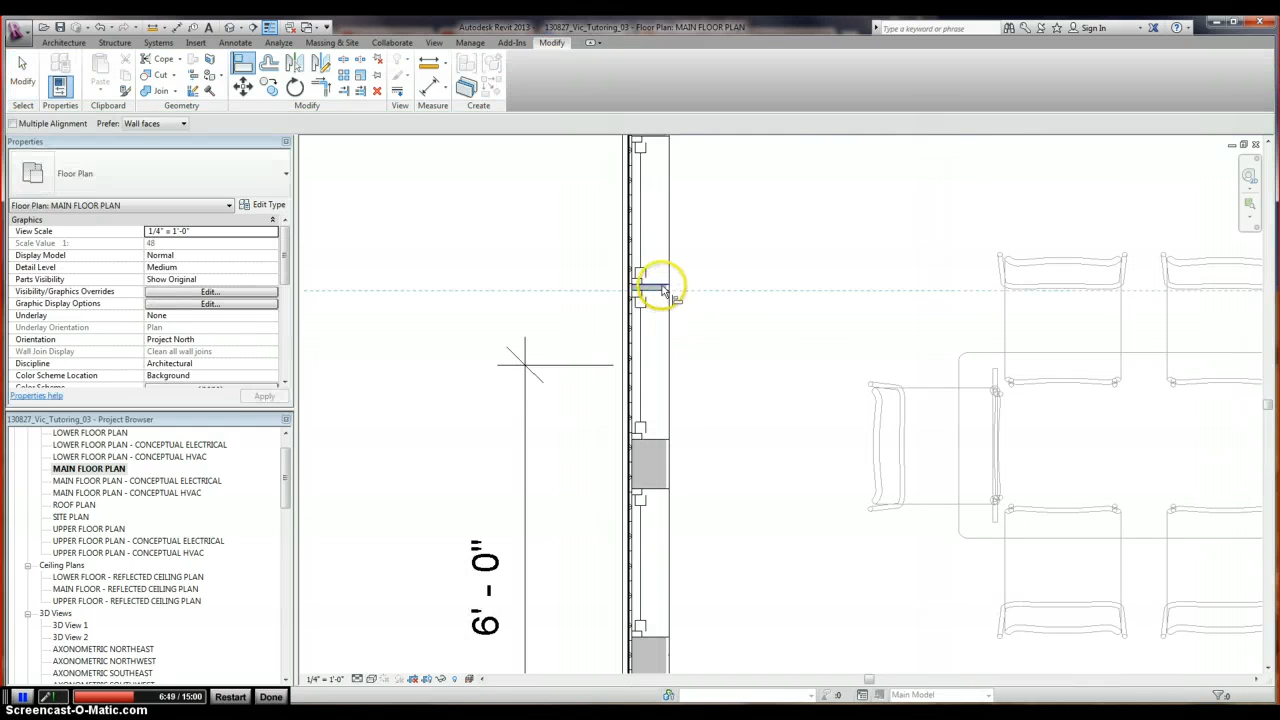 Autodesk Revit 2013 - 130827_Vic_Tutoring_03 - Floor Plan: MAIN FLOOR PLAN
Type a keyword or phrase
Sign In
Architecture Structure Systems Insert Annotate Analyze Massing & Site Collaborate View Manage Add-Ins Modify
Modify Paste Cope Cut Join
Select Properties Clipboard Geometry Modify View Measure Create
Multiple Alignment Prefer: Wall faces
Properties
Floor Plan
Floor Plan: MAIN FLOOR PLAN Edit Type
Graphics
View Scale 1/4" = 1'-0"
Scale Value 1: 48
Display Model Normal
Detail Level Medium
Parts Visibility Show Original
Visibility/Graphics Overrides Edit...
Graphic Display Options Edit...
Underlay None
Underlay Orientation Plan
Orientation Project North
Wall Join Display Clean all wall joins
Discipline Architectural
Color Scheme Location Background
Color Scheme
Properties help Apply
130827_Vic_Tutoring_03 - Project Browser
LOWER FLOOR PLAN
LOWER FLOOR PLAN - CONCEPTUAL ELECTRICAL
LOWER FLOOR PLAN - CONCEPTUAL HVAC
MAIN FLOOR PLAN
MAIN FLOOR PLAN - CONCEPTUAL ELECTRICAL
MAIN FLOOR PLAN - CONCEPTUAL HVAC
ROOF PLAN
SITE PLAN
UPPER FLOOR PLAN
UPPER FLOOR PLAN - CONCEPTUAL ELECTRICAL
UPPER FLOOR PLAN - CONCEPTUAL HVAC
Ceiling Plans
LOWER FLOOR - REFLECTED CEILING PLAN
MAIN FLOOR - REFLECTED CEILING PLAN
UPPER FLOOR - REFLECTED CEILING PLAN
3D Views
3D View 1
3D View 2
AXONOMETRIC NORTHEAST
AXONOMETRIC NORTHWEST
AXONOMETRIC SOUTHEAST
6' - 0"
1/4" = 1'-0"
:0 Main Model :0
6:49 / 15:00 Restart Done
Screencast-O-Matic.com